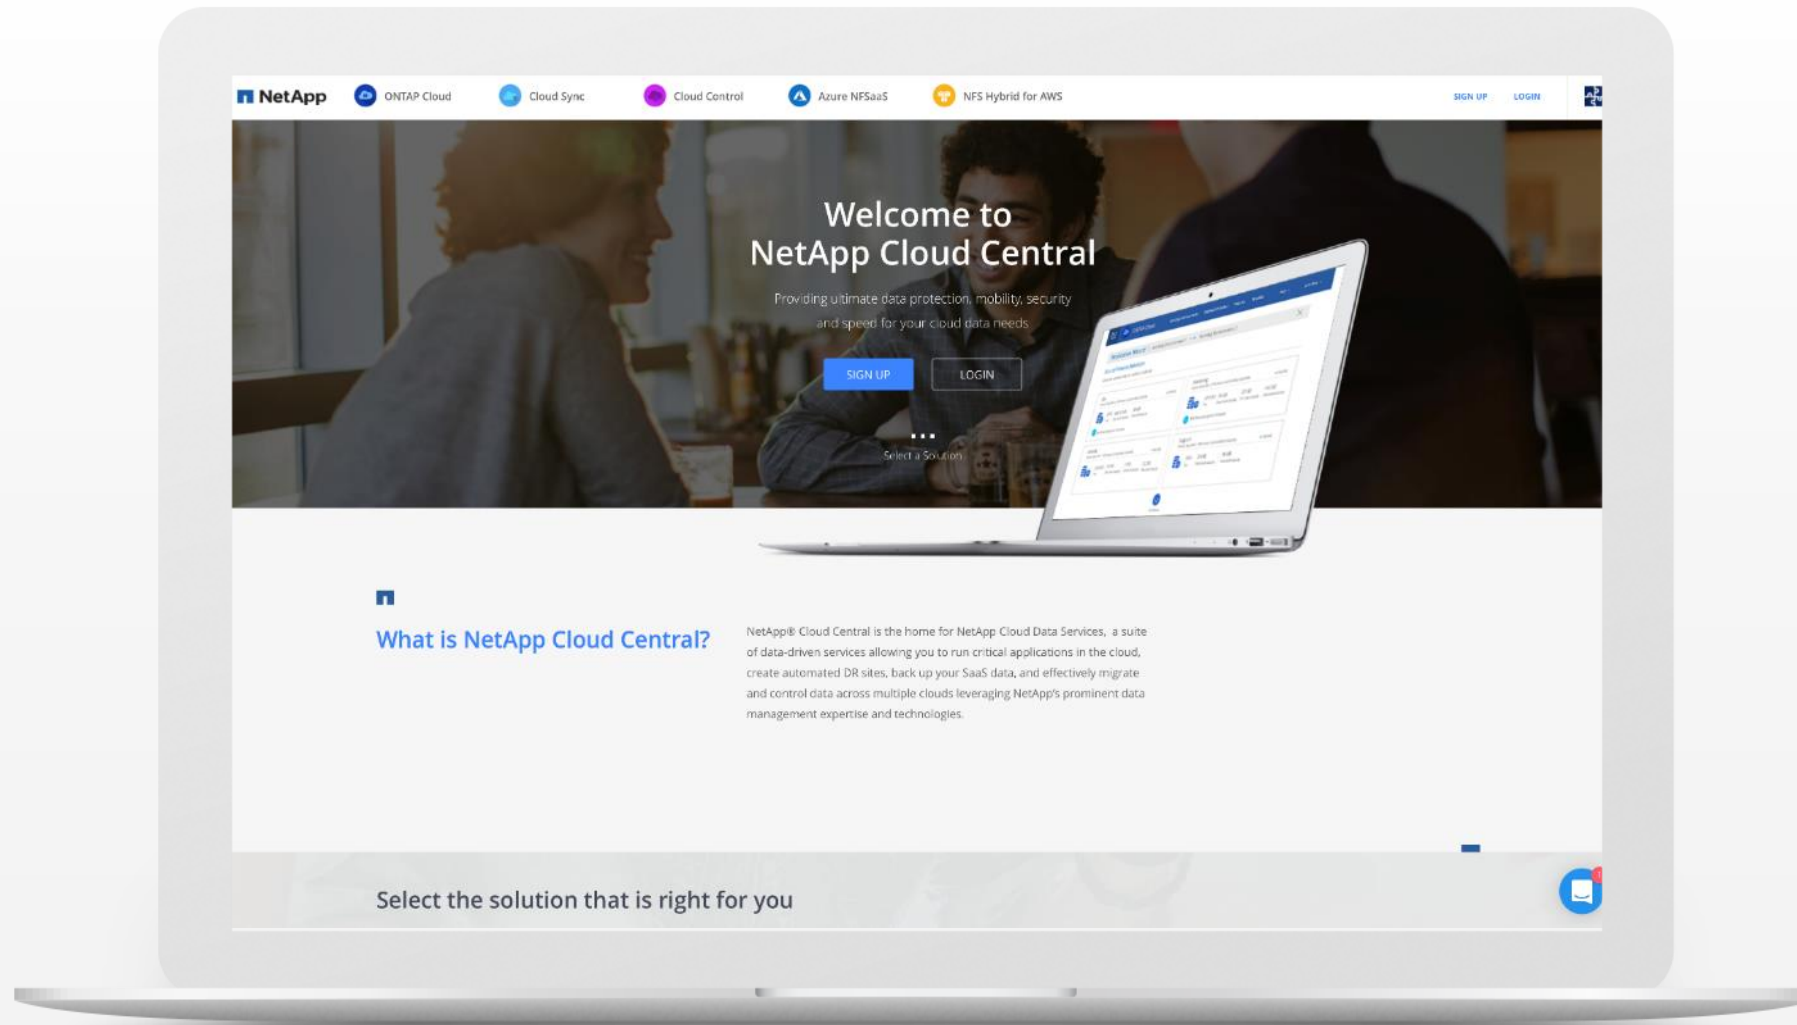 NetApp
ONTAP Cloud
Cloud Sync
Cloud Control
Azure NFSaaS
NFS Hybrid for AWS
SIGN UP
LOGIN
Welcome to
NetApp Cloud Central
Providing ultimate data protection, mobility, security
and speed for your cloud data needs
SIGN UP
LOGIN
Select a Solution
What is NetApp Cloud Central?
NetApp® Cloud Central is the home for NetApp Cloud Data Services, a suite
of data-driven services allowing you to run critical applications in the cloud,
create automated DR sites, back up your SaaS data, and effectively migrate
and control data across multiple clouds leveraging NetApp's prominent data
management expertise and technologies.
Select the solution that is right for you